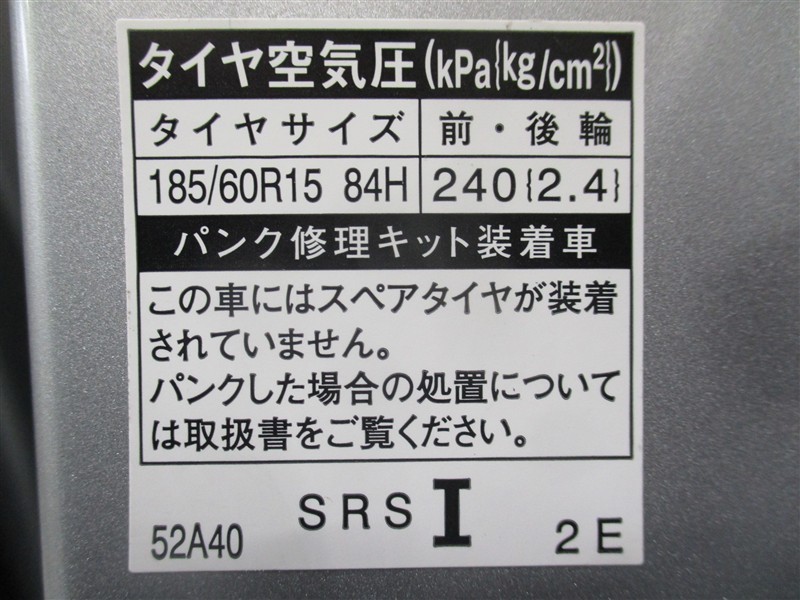 タイヤ空気圧(kPa{kg/cm²})
タイヤサイズ 前・後輪
185/60R15 84H 240{2.4}
パンク修理キット装着車
この車にはスペアタイヤが装着
されていません。
パンクした場合の処置について
は取扱書をご覧ください。
SRS I
52A40 2E